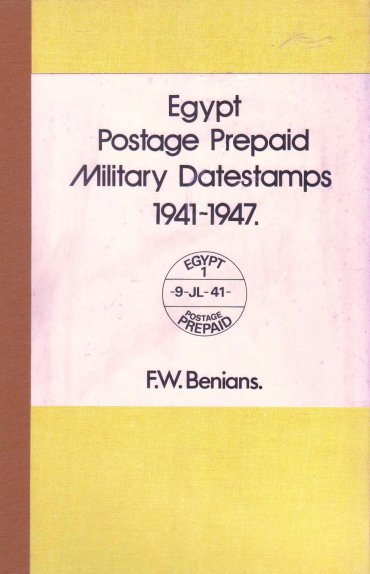 Egypt
Postage Prepaid
Military Datestamps
1941-1947.
EGYPT
1
-9-JL-41-
POSTAGE
PREPAID
F.W. Benians.